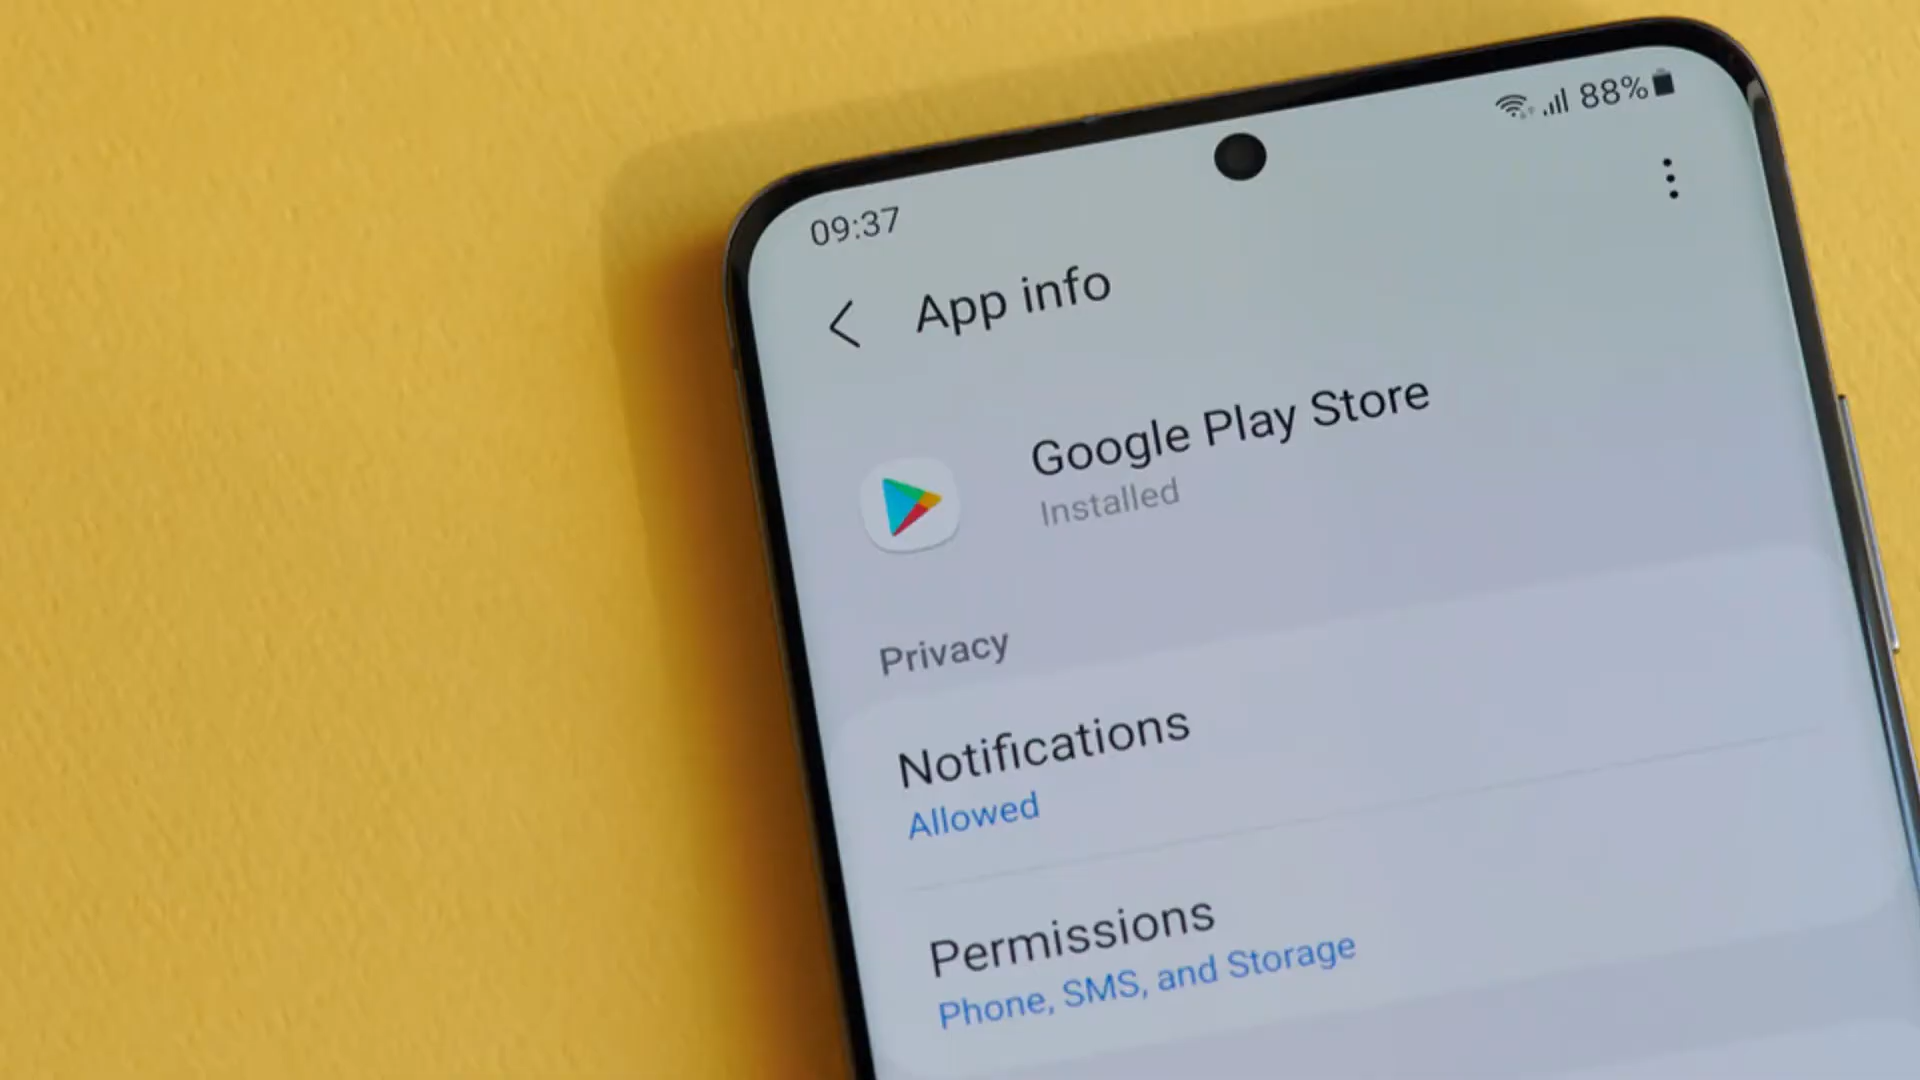 09:37
88%
App info
Google Play Store
Installed
Privacy
Notifications
Allowed
Permissions
Phone, SMS, and Storage